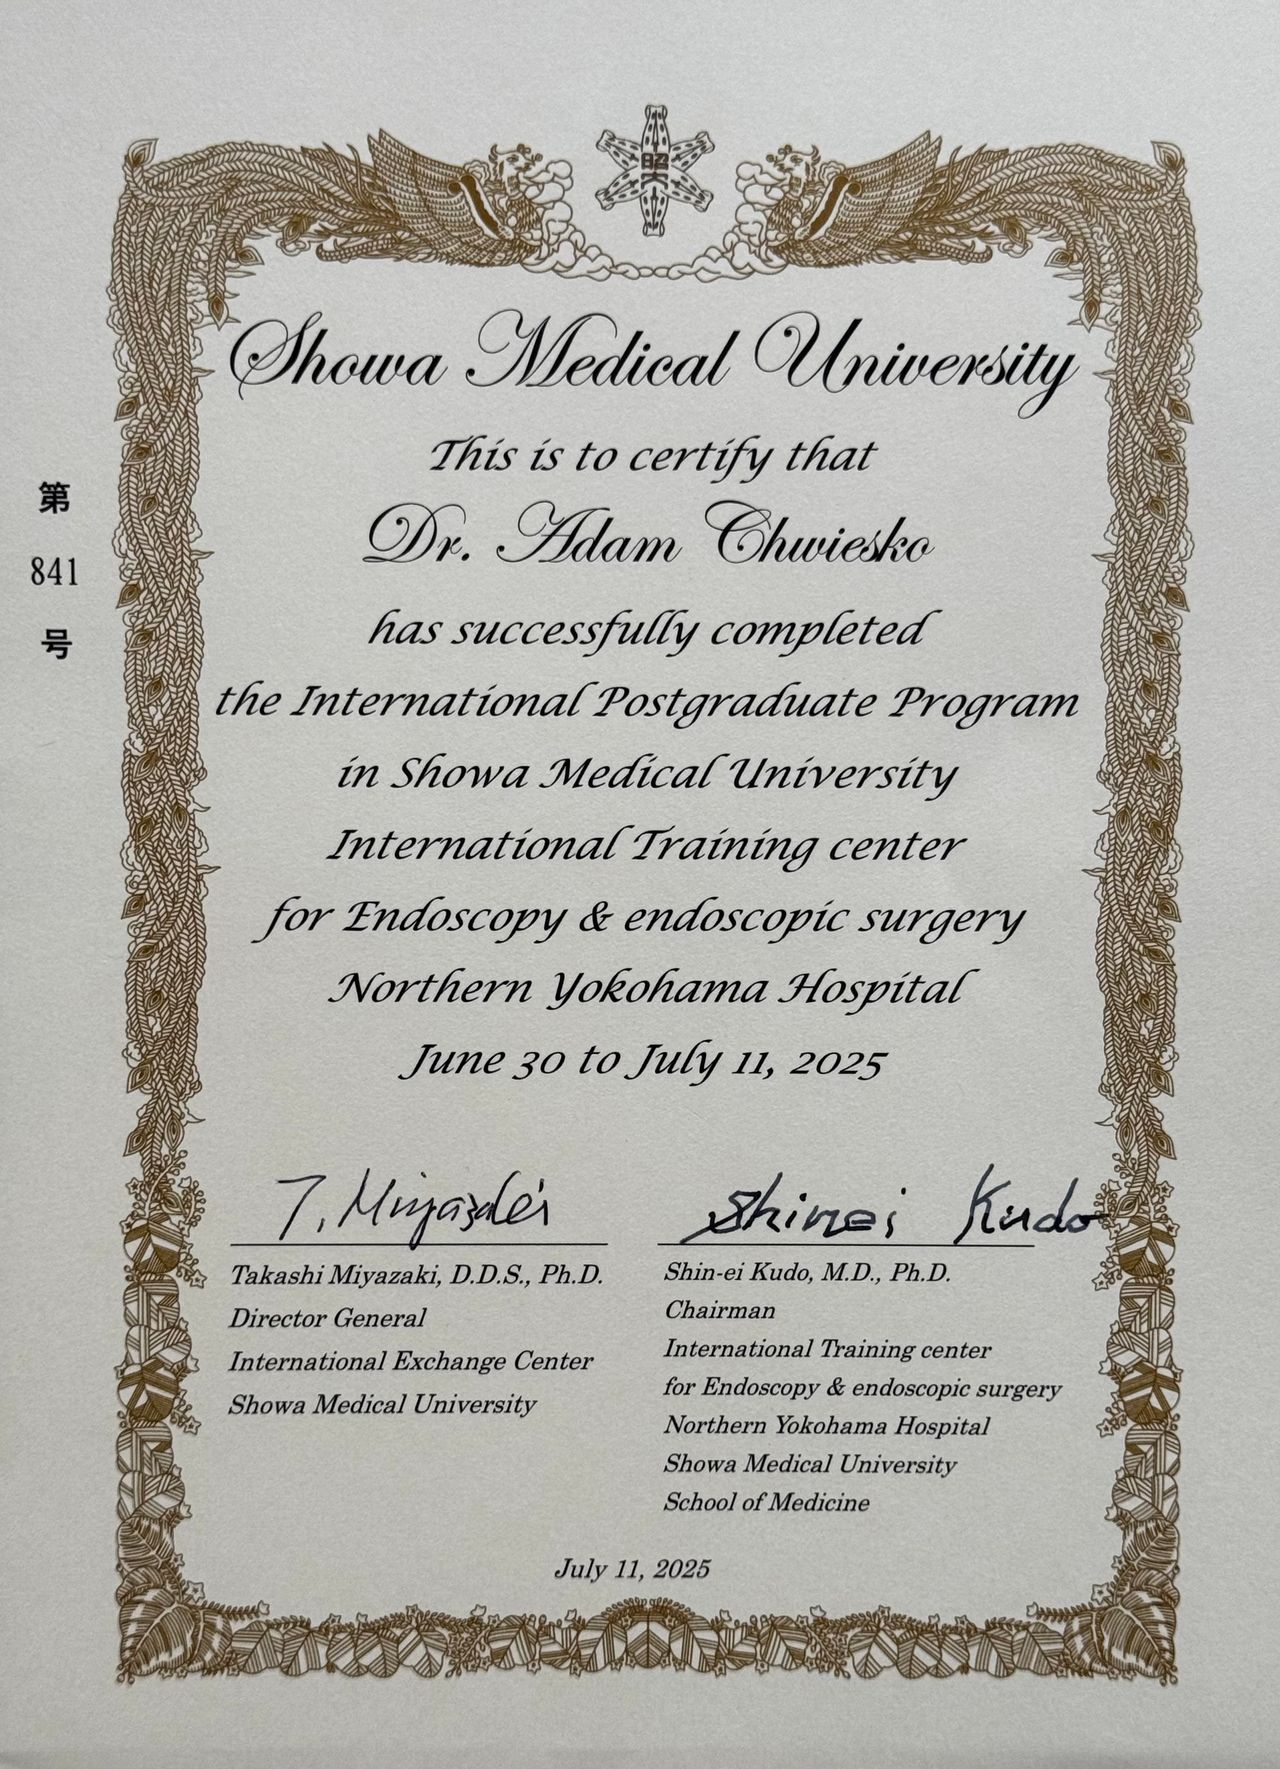 Showa Medical University
This is to certify that
Dr. Adam Chwiesko
has successfully completed
the International Postgraduate Program
in Showa Medical University
International Training center
for Endoscopy & endoscopic surgery
Northern Yokohama Hospital
June 30 to July 11, 2025
第
841
号
T. Miyazaki
Takashi Miyazaki, D.D.S., Ph.D.
Director General
International Exchange Center
Showa Medical University
Shinei Kudo
Shin-ei Kudo, M.D., Ph.D.
Chairman
International Training center
for Endoscopy & endoscopic surgery
Northern Yokohama Hospital
Showa Medical University
School of Medicine
July 11, 2025